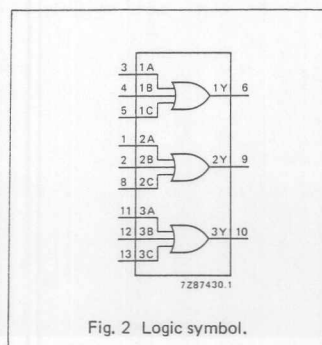 3 1A
4 1B 1Y 6
5 1C
1 2A
2 2B 2Y 9
8 2C
11 3A
12 3B 3Y 10
13 3C
7Z87430.1
Fig. 2 Logic symbol.